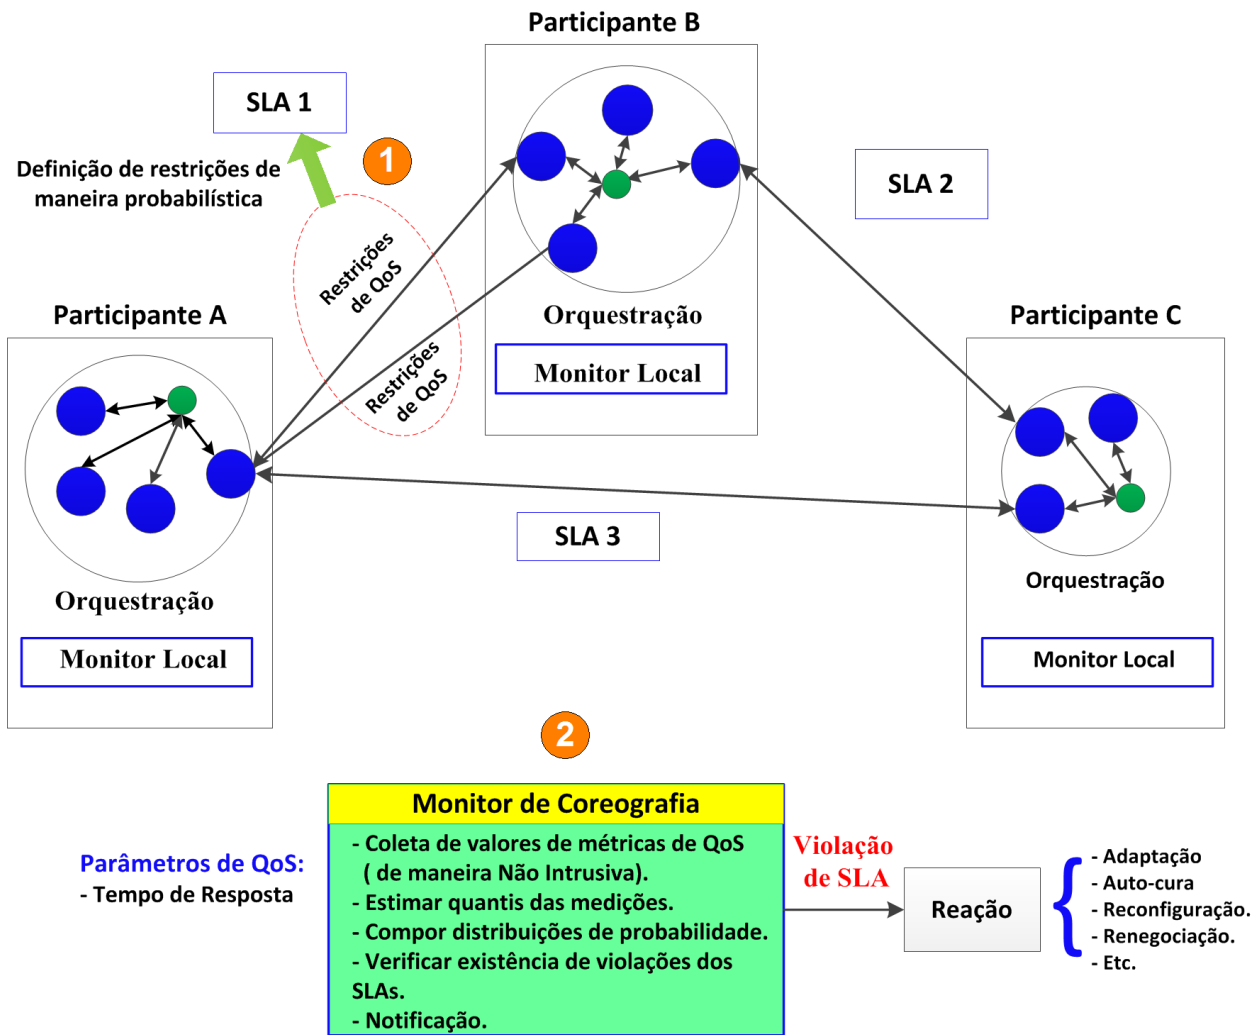 Participante B
SLA 1
1
Definição de restrições de
maneira probabilística
SLA 2
Restrições
de QoS
Restrições
de QoS
Orquestração
Monitor Local
Participante A
Participante C
Orquestração
Monitor Local
SLA 3
Orquestração
Monitor Local
2
Monitor de Coreografia
- Coleta de valores de métricas de QoS
( de maneira Não Intrusiva).
- Estimar quantis das medições.
- Compor distribuições de probabilidade.
- Verificar existência de violações dos
SLAs.
- Notificação.
Parâmetros de QoS:
- Tempo de Resposta
Violação
de SLA
Reação
- Adaptação
- Auto-cura
- Reconfiguração.
- Renegociação.
- Etc.